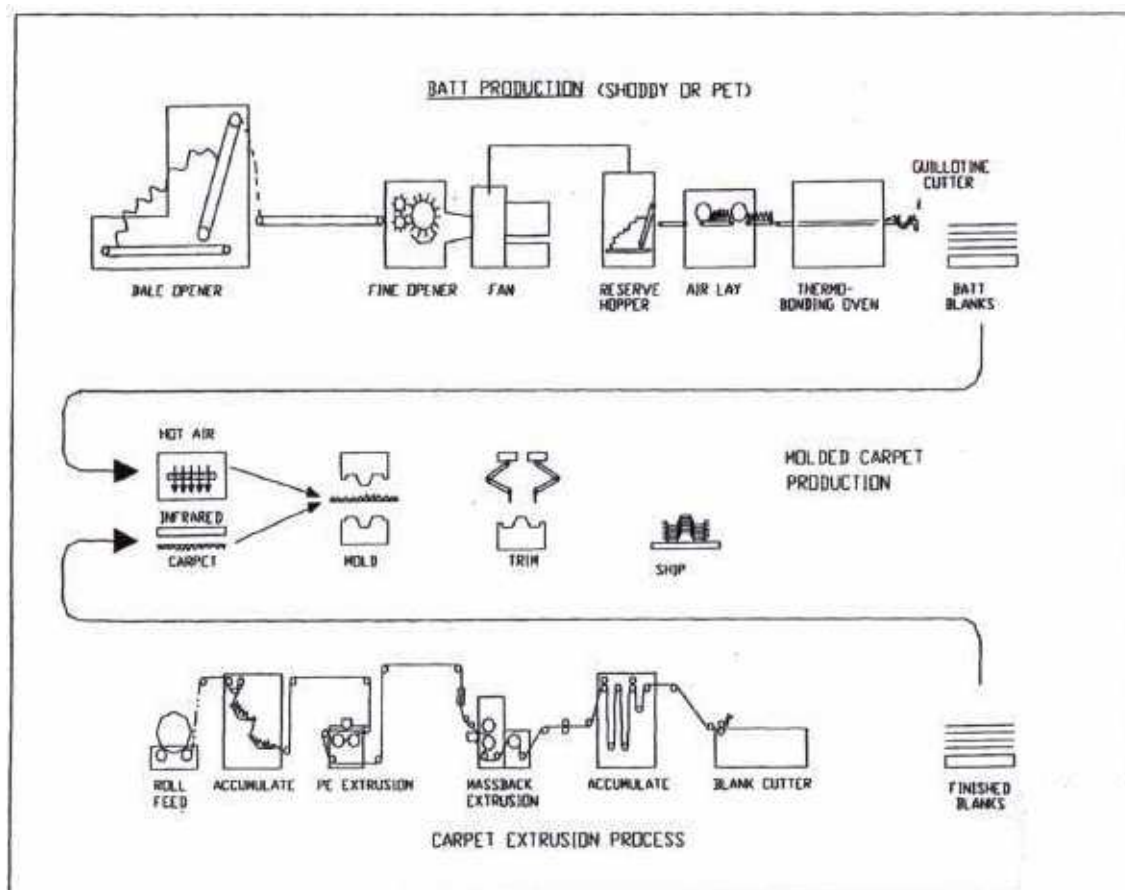 BATT PRODUCTION (SHODDY OR PET)
GUILLOTINE
CUTTER
BALE OPENER
FINE OPENER
FAN
RESERVE
HOPPER
AIR LAY
THERMO-
BONDING OVEN
BATT
BLANKS
HOT AIR
INFRARED
CARPET
MOLD
TRIM
SHIP
MOLDED CARPET
PRODUCTION
ROLL
FEED
ACCUMULATE
PE EXTRUSION
MASSBACK
EXTRUSION
ACCUMULATE
BLANK CUTTER
FINISHED
BLANKS
CARPET EXTRUSION PROCESS